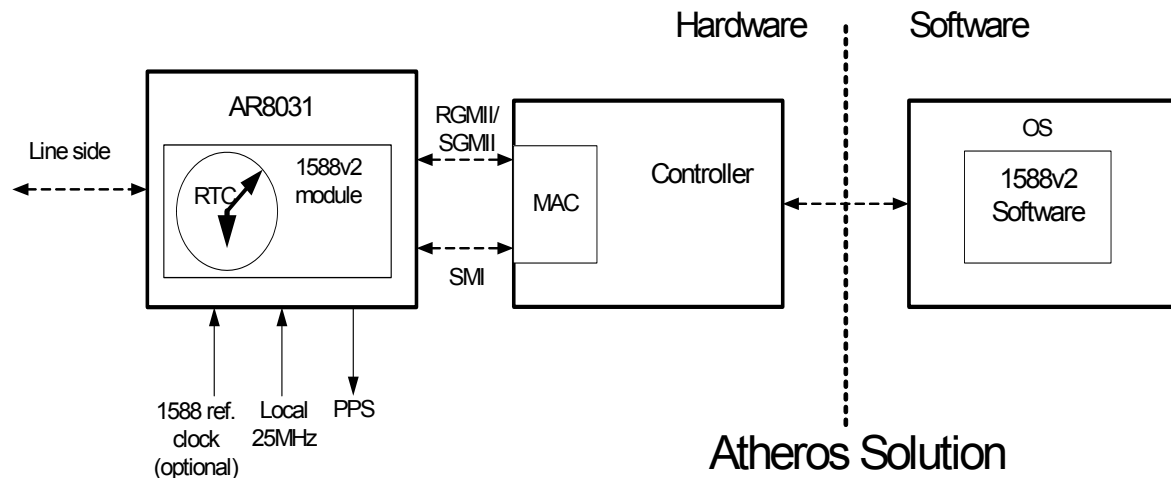 Hardware
Software
AR8031
RGMII/
SGMII
OS
Line side
RTC
1588v2
module
MAC
Controller
1588v2
Software
SMI
1588 ref.
clock
(optional)
Local
25MHz
PPS
Atheros Solution